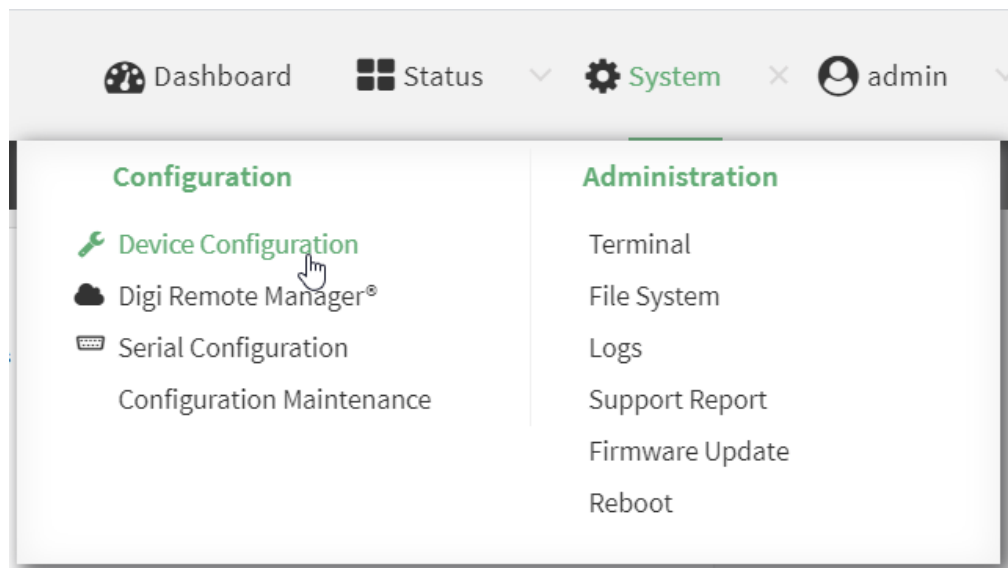 Dashboard Status System admin
Configuration
Device Configuration
Digi Remote Manager®
Serial Configuration
Configuration Maintenance
Administration
Terminal
File System
Logs
Support Report
Firmware Update
Reboot